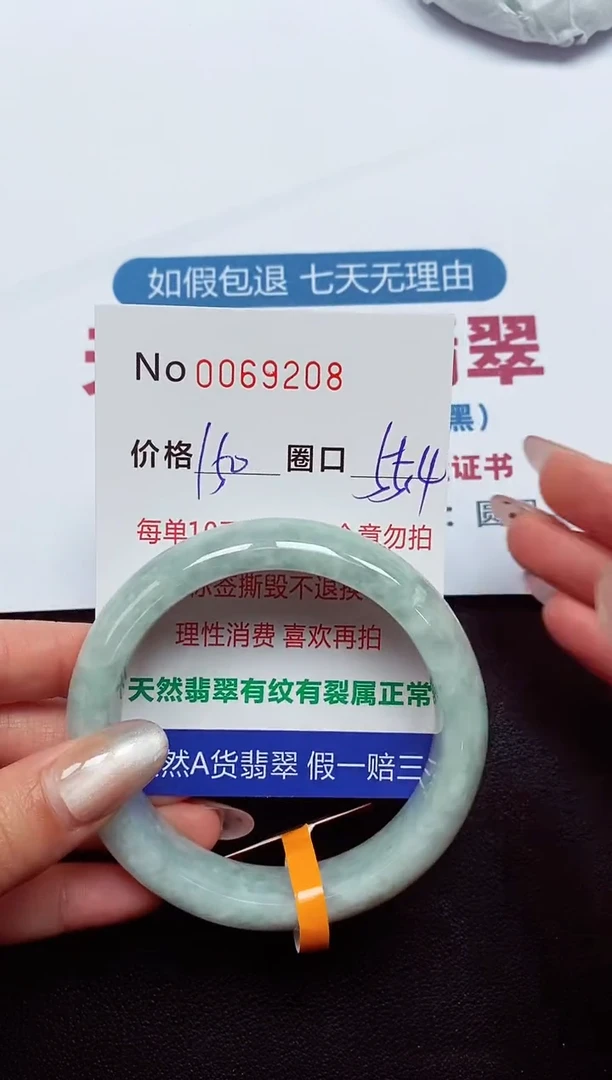 如假包退 七天无理由
翡翠
No 0069208
黑）
价格 150 圈口 55.4
证书
每单10 介意勿拍
标签撕毁不退换
理性消费 喜欢再拍
天然翡翠有纹有裂属正常
然A货翡翠 假一赔三